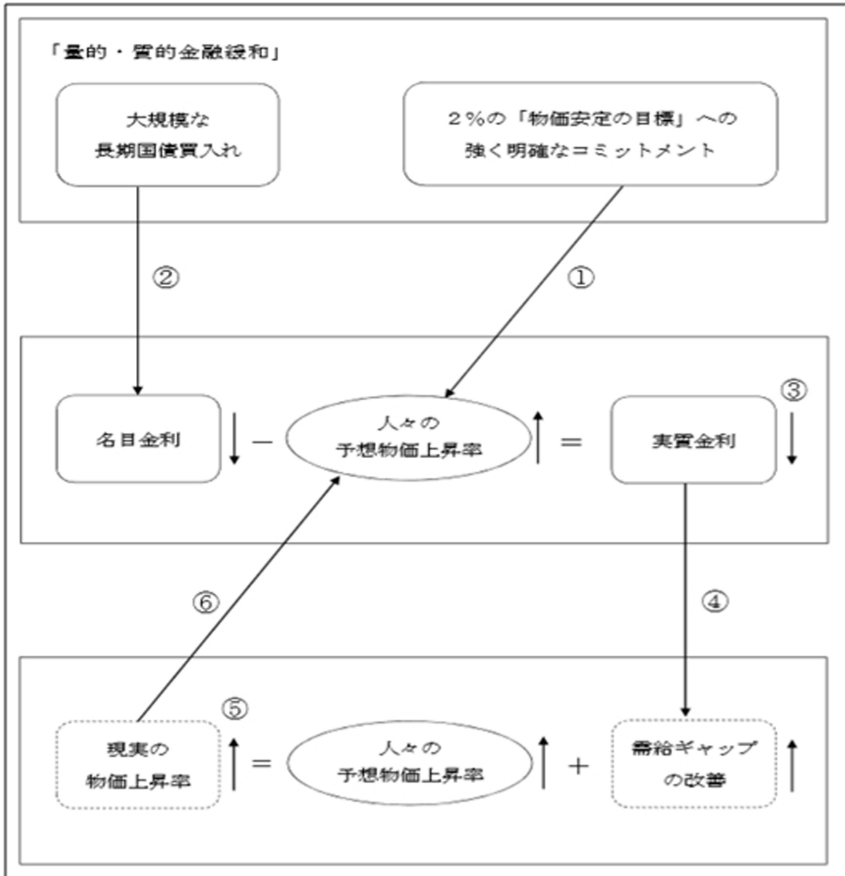 「量的・質的金融緩和」
大規模な
長期国債買入れ
２％の「物価安定の目標」への
強く明確なコミットメント
②
①
③
名目金利
－
人々の
予想物価上昇率
＝
実質金利
⑥
④
⑤
現実の
物価上昇率
＝
人々の
予想物価上昇率
＋
需給ギャップ
の改善